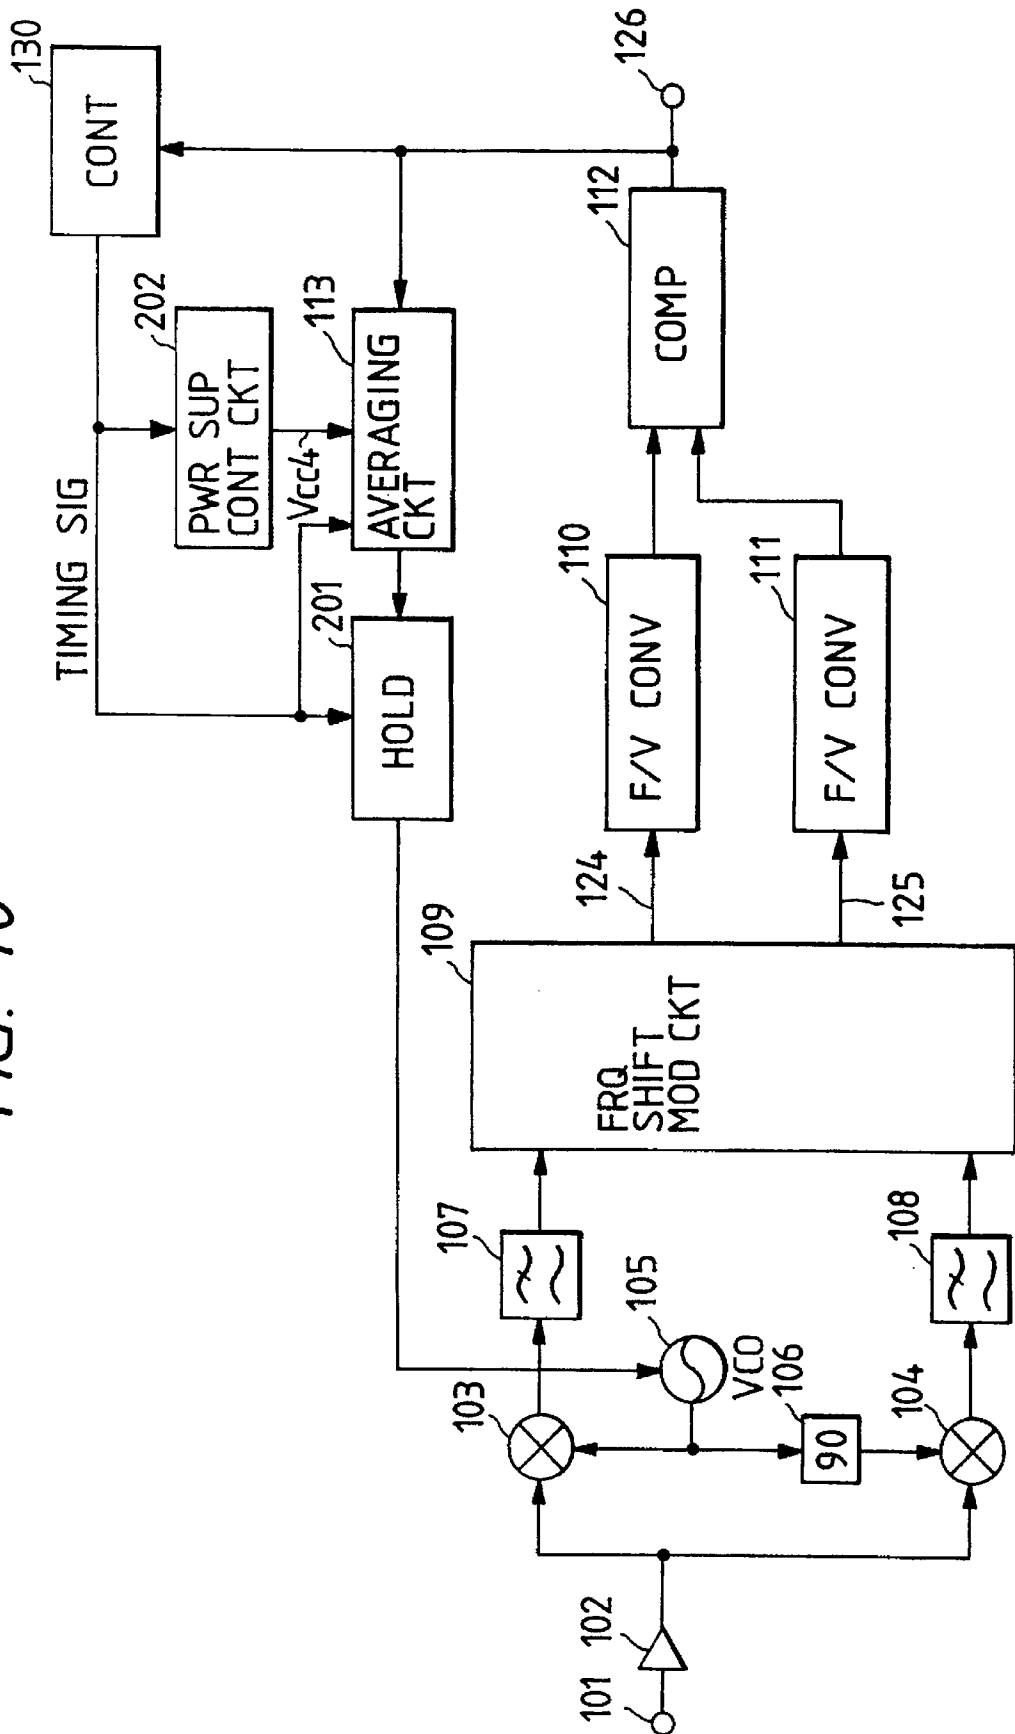 FIG.
130
CONT
TIMING SIG
202
PWR SUP
CONT CKT
Vcc4
113
AVERAGING
CKT
201
HOLD
126
112
COMP
110
F/V CONV
111
F/V CONV
124
125
109
FRQ
SHIFT
MOD CKT
107
108
105
VCO
106
90
103
104
102
101